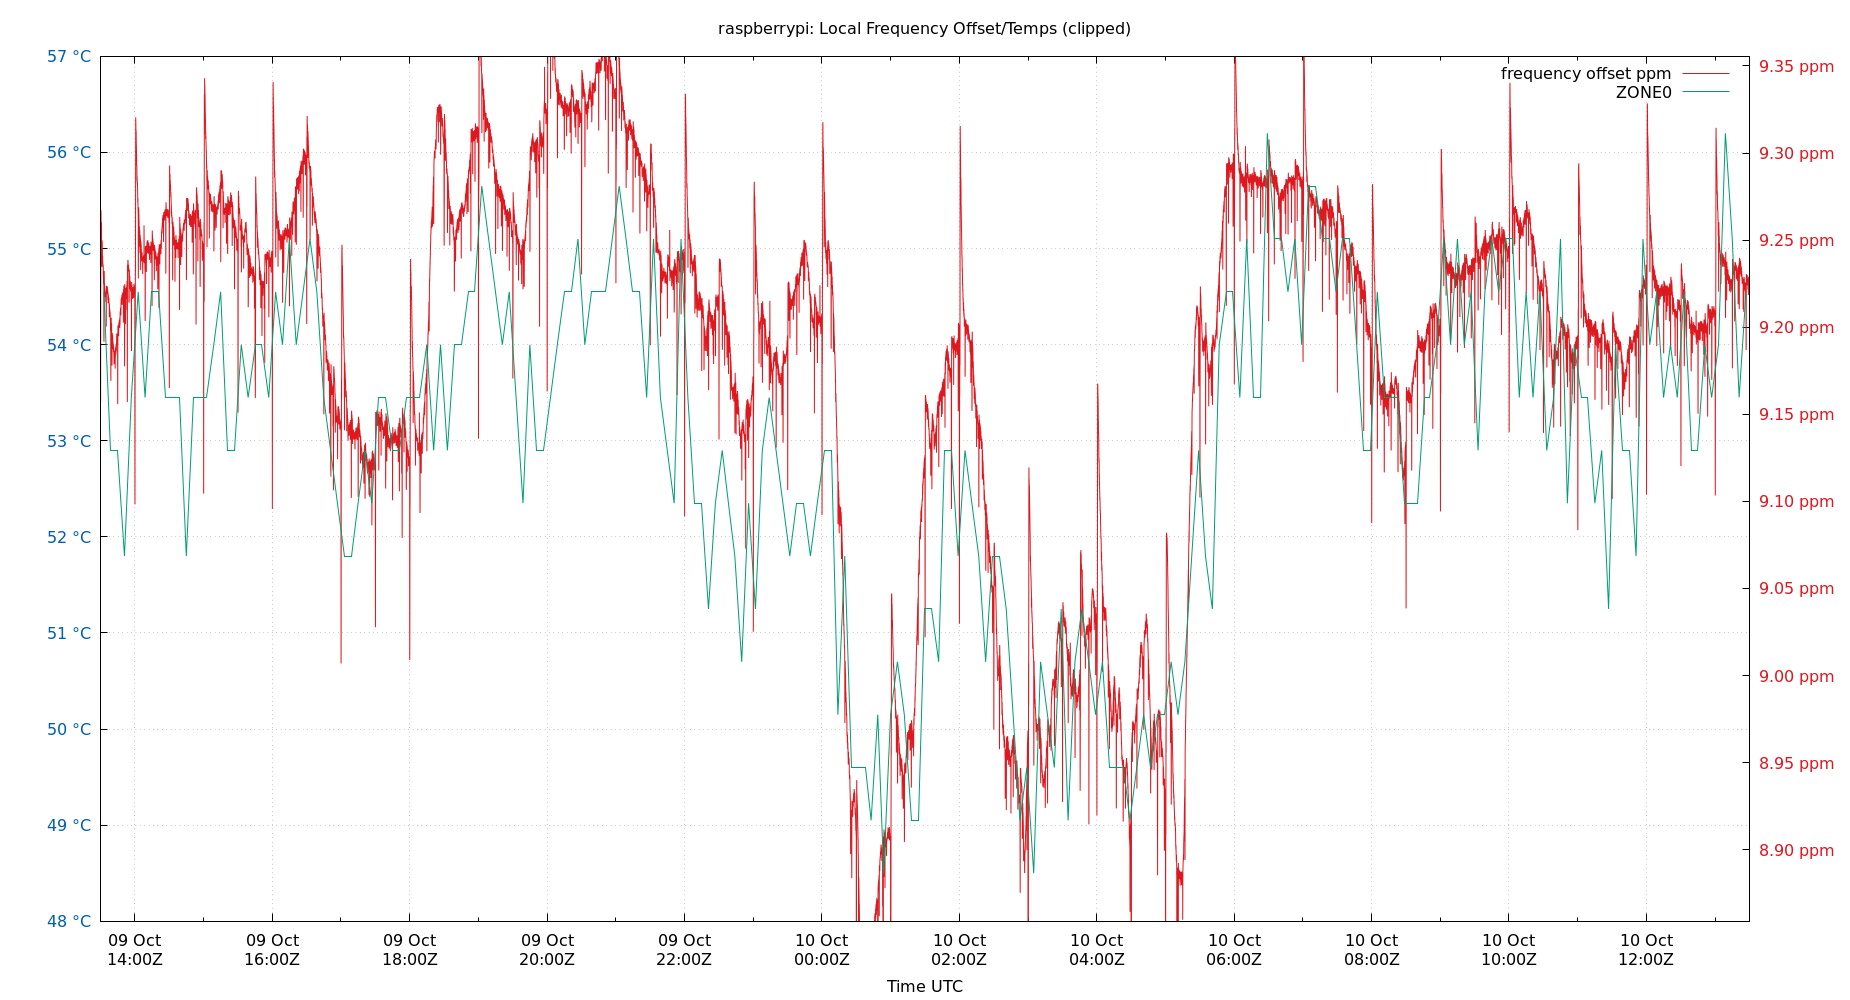 raspberrypi: Local Frequency Offset/Temps (clipped)
57 °C
56 °C
55 °C
54 °C
53 °C
52 °C
51 °C
50 °C
49 °C
48 °C
frequency offset ppm
ZONE0
9.35 ppm
9.30 ppm
9.25 ppm
9.20 ppm
9.15 ppm
9.10 ppm
9.05 ppm
9.00 ppm
8.95 ppm
8.90 ppm
09 Oct
14:00Z
09 Oct
16:00Z
09 Oct
18:00Z
09 Oct
20:00Z
09 Oct
22:00Z
10 Oct
00:00Z
10 Oct
02:00Z
10 Oct
04:00Z
10 Oct
06:00Z
10 Oct
08:00Z
10 Oct
10:00Z
10 Oct
12:00Z
Time UTC